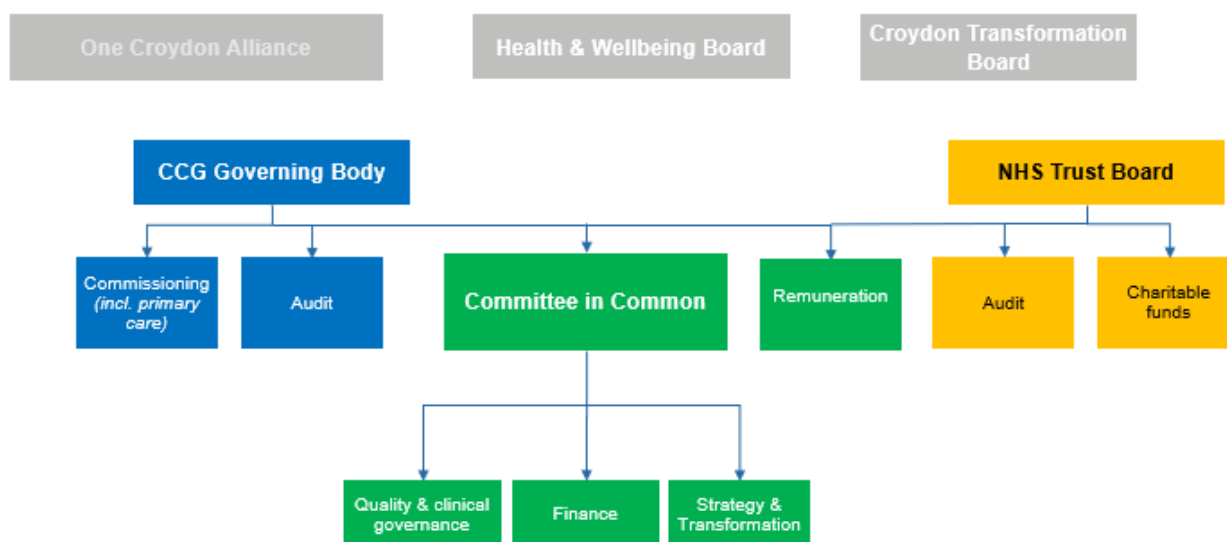 One Croydon Alliance
Health & Wellbeing Board
Croydon Transformation
Board
CCG Governing Body
NHS Trust Board
Commissioning
(incl. primary
care)
Audit
Committee in Common
Remuneration
Audit
Charitable
funds
Quality & clinical
governance
Finance
Strategy &
Transformation